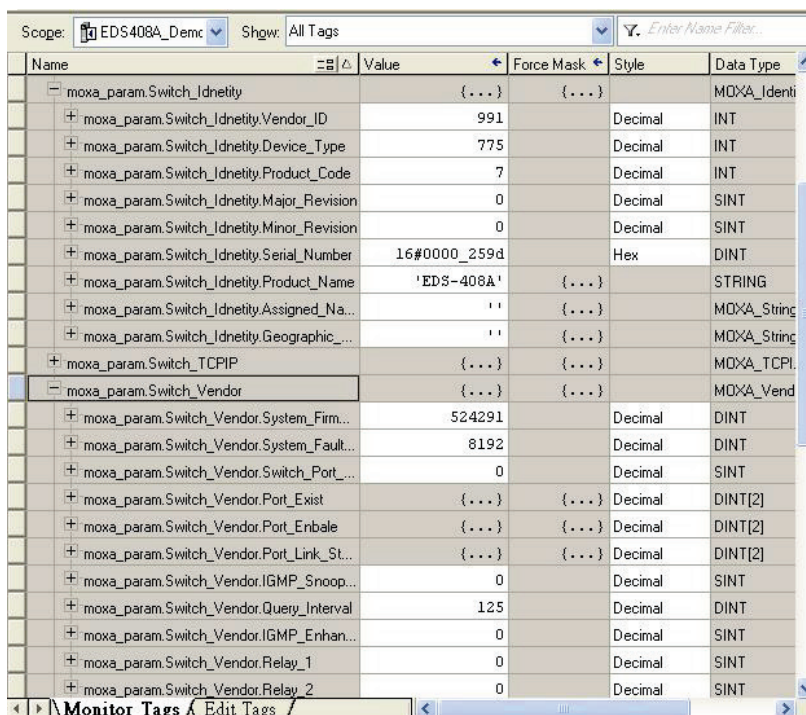 Scope: EDS408A_Demc Show: All Tags Enter Name Filter...
Name Value Force Mask Style Data Type
moxa_param.Switch_Idnetity {...} {...} MOXA_Identi
moxa_param.Switch_Idnetity.Vendor_ID 991 Decimal INT
moxa_param.Switch_Idnetity.Device_Type 775 Decimal INT
moxa_param.Switch_Idnetity.Product_Code 7 Decimal INT
moxa_param.Switch_Idnetity.Major_Revision 0 Decimal SINT
moxa_param.Switch_Idnetity.Minor_Revision 0 Decimal SINT
moxa_param.Switch_Idnetity.Serial_Number 16#0000_259d Hex DINT
moxa_param.Switch_Idnetity.Product_Name 'EDS-408A' {...} STRING
moxa_param.Switch_Idnetity.Assigned_Na... '' {...} MOXA_String
moxa_param.Switch_Idnetity.Geographic_... '' {...} MOXA_String
moxa_param.Switch_TCPIP {...} {...} MOXA_TCPI.
moxa_param.Switch_Vendor {...} {...} MOXA_Vend
moxa_param.Switch_Vendor.System_Firm... 524291 Decimal DINT
moxa_param.Switch_Vendor.System_Fault... 8192 Decimal DINT
moxa_param.Switch_Vendor.Switch_Port_... 0 Decimal SINT
moxa_param.Switch_Vendor.Port_Exist {...} {...} Decimal DINT[2]
moxa_param.Switch_Vendor.Port_Enbale {...} {...} Decimal DINT[2]
moxa_param.Switch_Vendor.Port_Link_St... {...} {...} Decimal DINT[2]
moxa_param.Switch_Vendor.IGMP_Snoop... 0 Decimal SINT
moxa_param.Switch_Vendor.Query_Interval 125 Decimal DINT
moxa_param.Switch_Vendor.IGMP_Enhan... 0 Decimal SINT
moxa_param.Switch_Vendor.Relay_1 0 Decimal SINT
moxa_param.Switch_Vendor.Relay_2 0 Decimal SINT
Monitor Tags Edit Tags